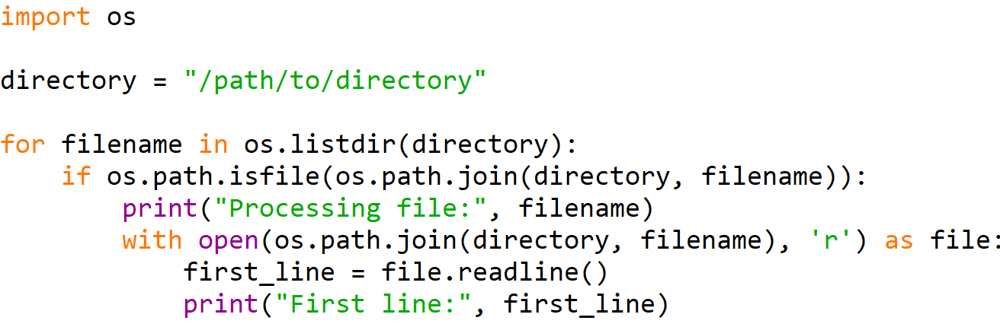 import os
directory = "/path/to/directory"
for filename in os.listdir(directory):
    if os.path.isfile(os.path.join(directory, filename)):
        print("Processing file:", filename)
        with open(os.path.join(directory, filename), 'r') as file:
            first_line = file.readline()
            print("First line:", first_line)